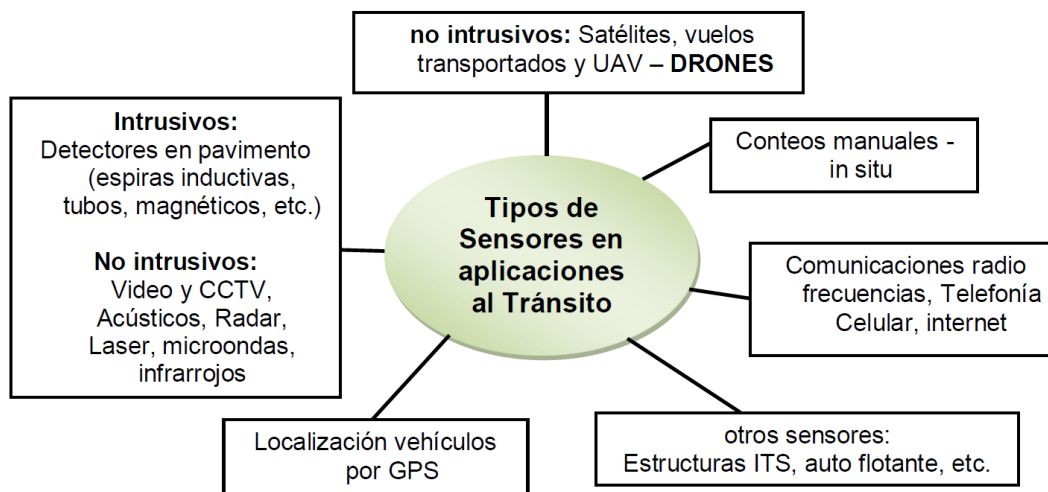 no intrusivos: Satélites, vuelos
transportados y UAV – DRONES
Intrusivos:
Detectores en pavimento
(espiras inductivas,
tubos, magnéticos, etc.)
No intrusivos:
Video y CCTV,
Acústicos, Radar,
Laser, microondas,
infrarrojos
Tipos de
Sensores en
aplicaciones
al Tránsito
Conteos manuales -
in situ
Comunicaciones radio
frecuencias, Telefonía
Celular, internet
Localización vehículos
por GPS
otros sensores:
Estructuras ITS, auto flotante, etc.